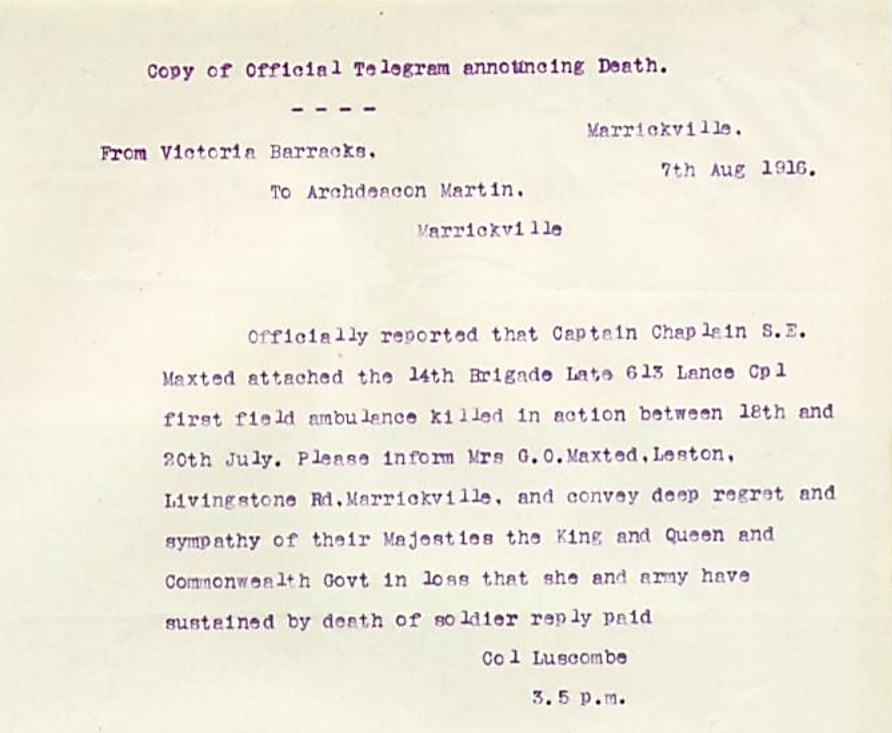 Copy of Official Telegram announcing Death.
- - - -
Marrickville.
From Victoria Barracks.
7th Aug 1916.
To Archdeacon Martin.
Marrickville
Officially reported that Captain Chaplain S.E.
Maxted attached the 14th Brigade Late 613 Lance Cpl
first field ambulance killed in action between 18th and
20th July. Please inform Mrs G.O.Maxted,Leston,
Livingstone Rd.Marrickville, and convey deep regret and
sympathy of their Majesties the King and Queen and
Commonwealth Govt in loss that she and army have
sustained by death of soldier reply paid
Col Luscombe
3.5 p.m.